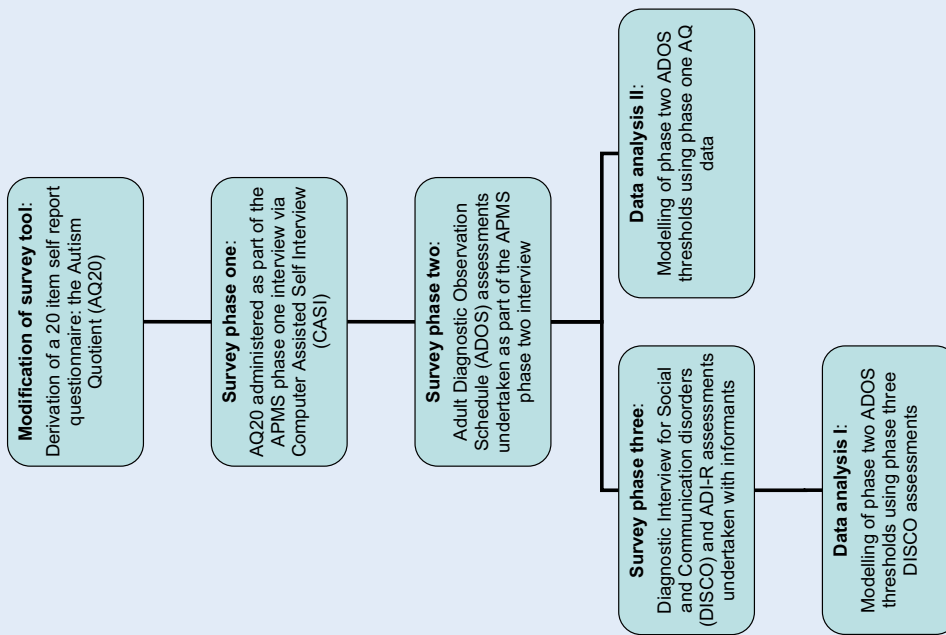 Modification of survey tool:
Derivation of a 20 item self report
questionnaire: the Autism
Quotient (AQ20)
Survey phase one:
AQ20 administered as part of the
APMS phase one interview via
Computer Assisted Self Interview
(CASI)
Survey phase two:
Adult Diagnostic Observation
Schedule (ADOS) assessments
undertaken as part of the APMS
phase two interview
Survey phase three:
Diagnostic Interview for Social
and Communication disorders
(DISCO) and ADI-R assessments
undertaken with informants
Data analysis II:
Modelling of phase two ADOS
thresholds using phase one AQ
data
Data analysis I:
Modelling of phase two ADOS
thresholds using phase three
DISCO assessments